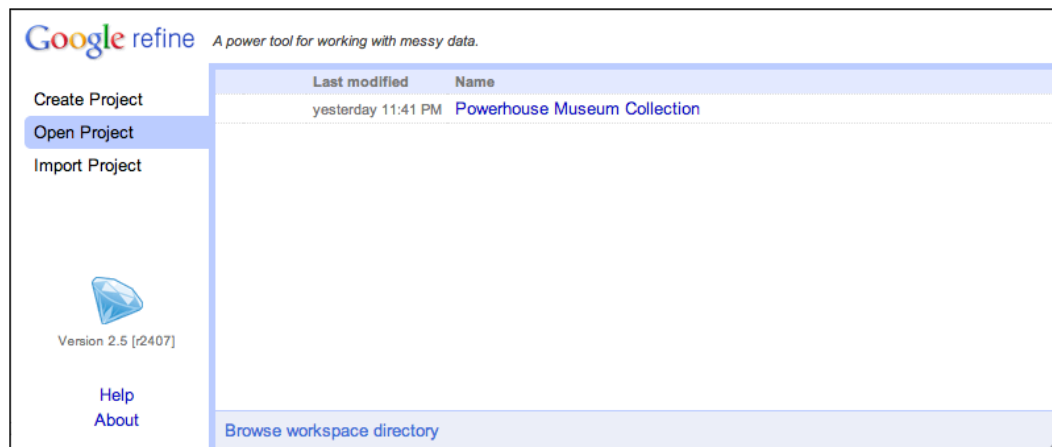 Google refine A power tool for working with messy data.
Create Project
Open Project
Import Project
Version 2.5 [r2407]
Help
About
Last modified Name
yesterday 11:41 PM Powerhouse Museum Collection
Browse workspace directory